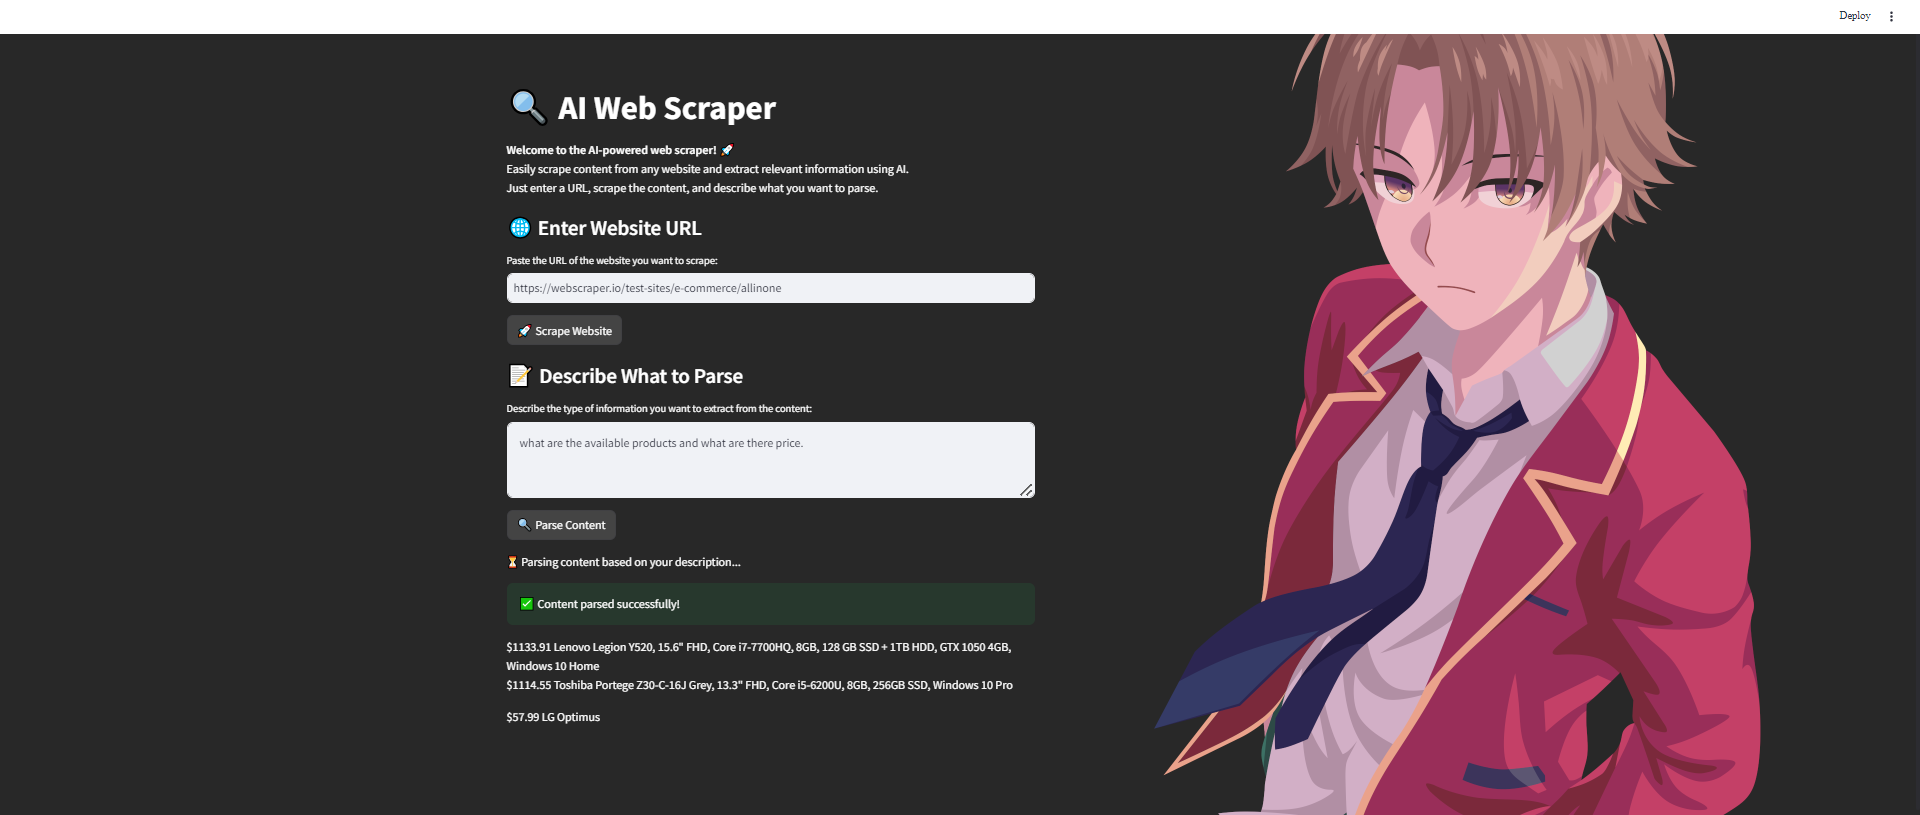 Deploy
AI Web Scraper
Welcome to the AI-powered web scraper! 🚀
Easily scrape content from any website and extract relevant information using AI.
Just enter a URL, scrape the content, and describe what you want to parse.
Enter Website URL
Paste the URL of the website you want to scrape:
https://webscraper.io/test-sites/e-commerce/allinone
Scrape Website
Describe What to Parse
Describe the type of information you want to extract from the content:
what are the available products and what are there price.
Parse Content
Parsing content based on your description...
Content parsed successfully!
$1133.91 Lenovo Legion Y520, 15.6" FHD, Core i7-7700HQ, 8GB, 128 GB SSD + 1TB HDD, GTX 1050 4GB,
Windows 10 Home
$1114.55 Toshiba Portege Z30-C-16J Grey, 13.3" FHD, Core i5-6200U, 8GB, 256GB SSD, Windows 10 Pro
$57.99 LG Optimus